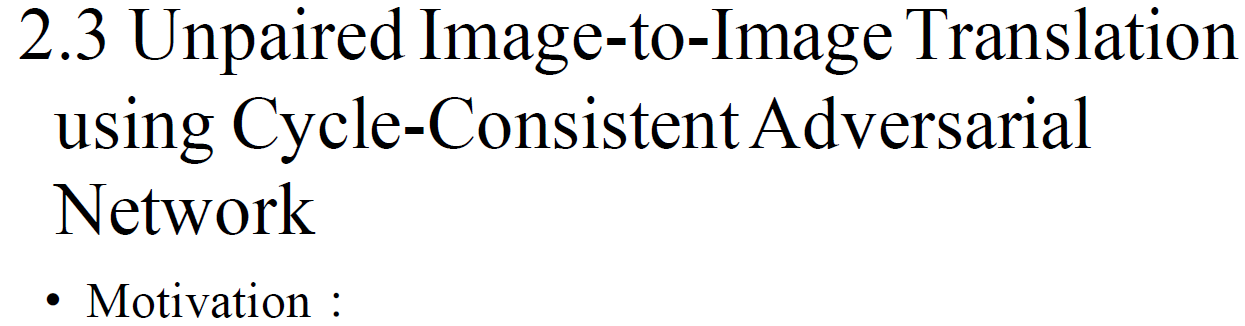 2.3 Unpaired Image-to-Image Translation
using Cycle-Consistent Adversarial
Network
• Motivation：